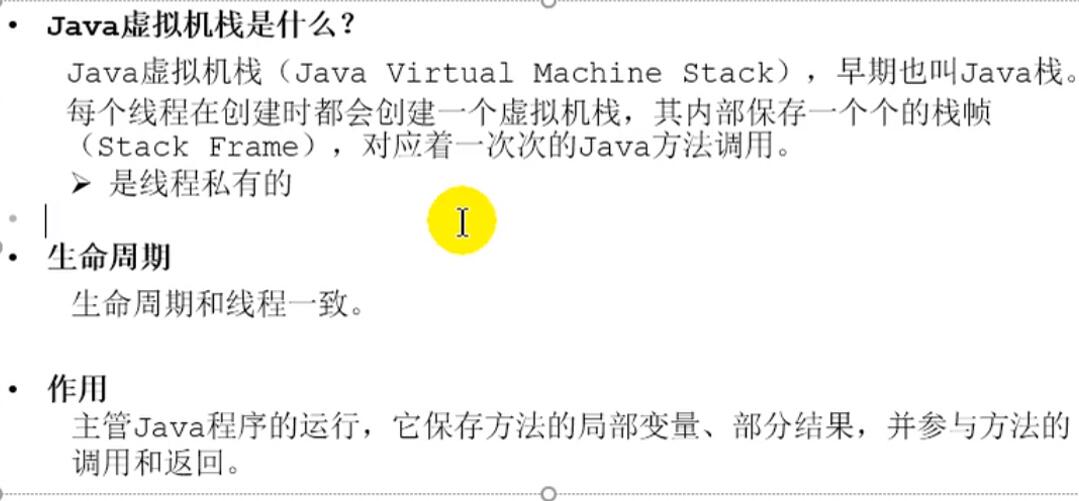 • Java虚拟机栈是什么？
Java虚拟机栈（Java Virtual Machine Stack），早期也叫Java栈。
每个线程在创建时都会创建一个虚拟机栈，其内部保存一个个的栈帧
（Stack Frame），对应着一次次的Java方法调用。
➢ 是线程私有的
• 生命周期
生命周期和线程一致。
• 作用
主管Java程序的运行，它保存方法的局部变量、部分结果，并参与方法的
调用和返回。